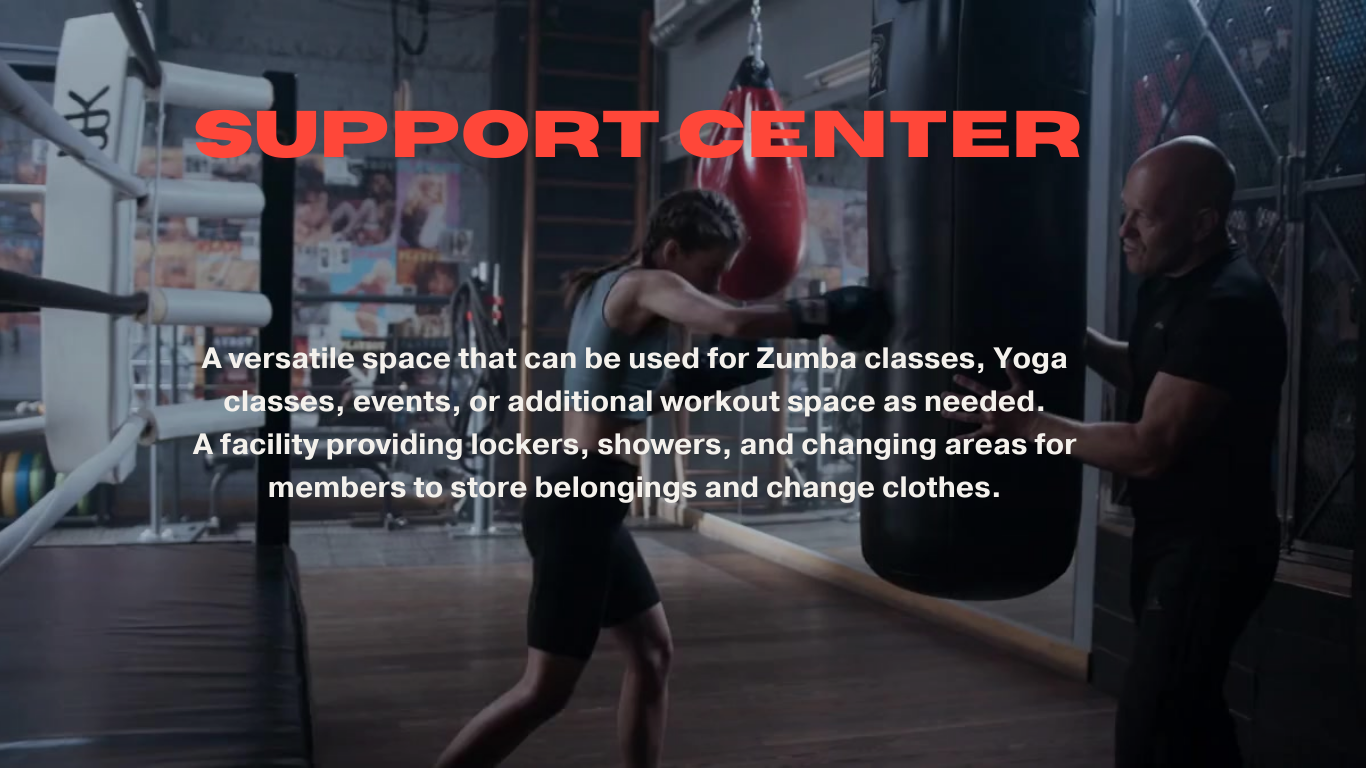 SUPPORT CENTER
A versatile space that can be used for Zumba classes, Yoga
classes, events, or additional workout space as needed.
A facility providing lockers, showers, and changing areas for
members to store belongings and change clothes.